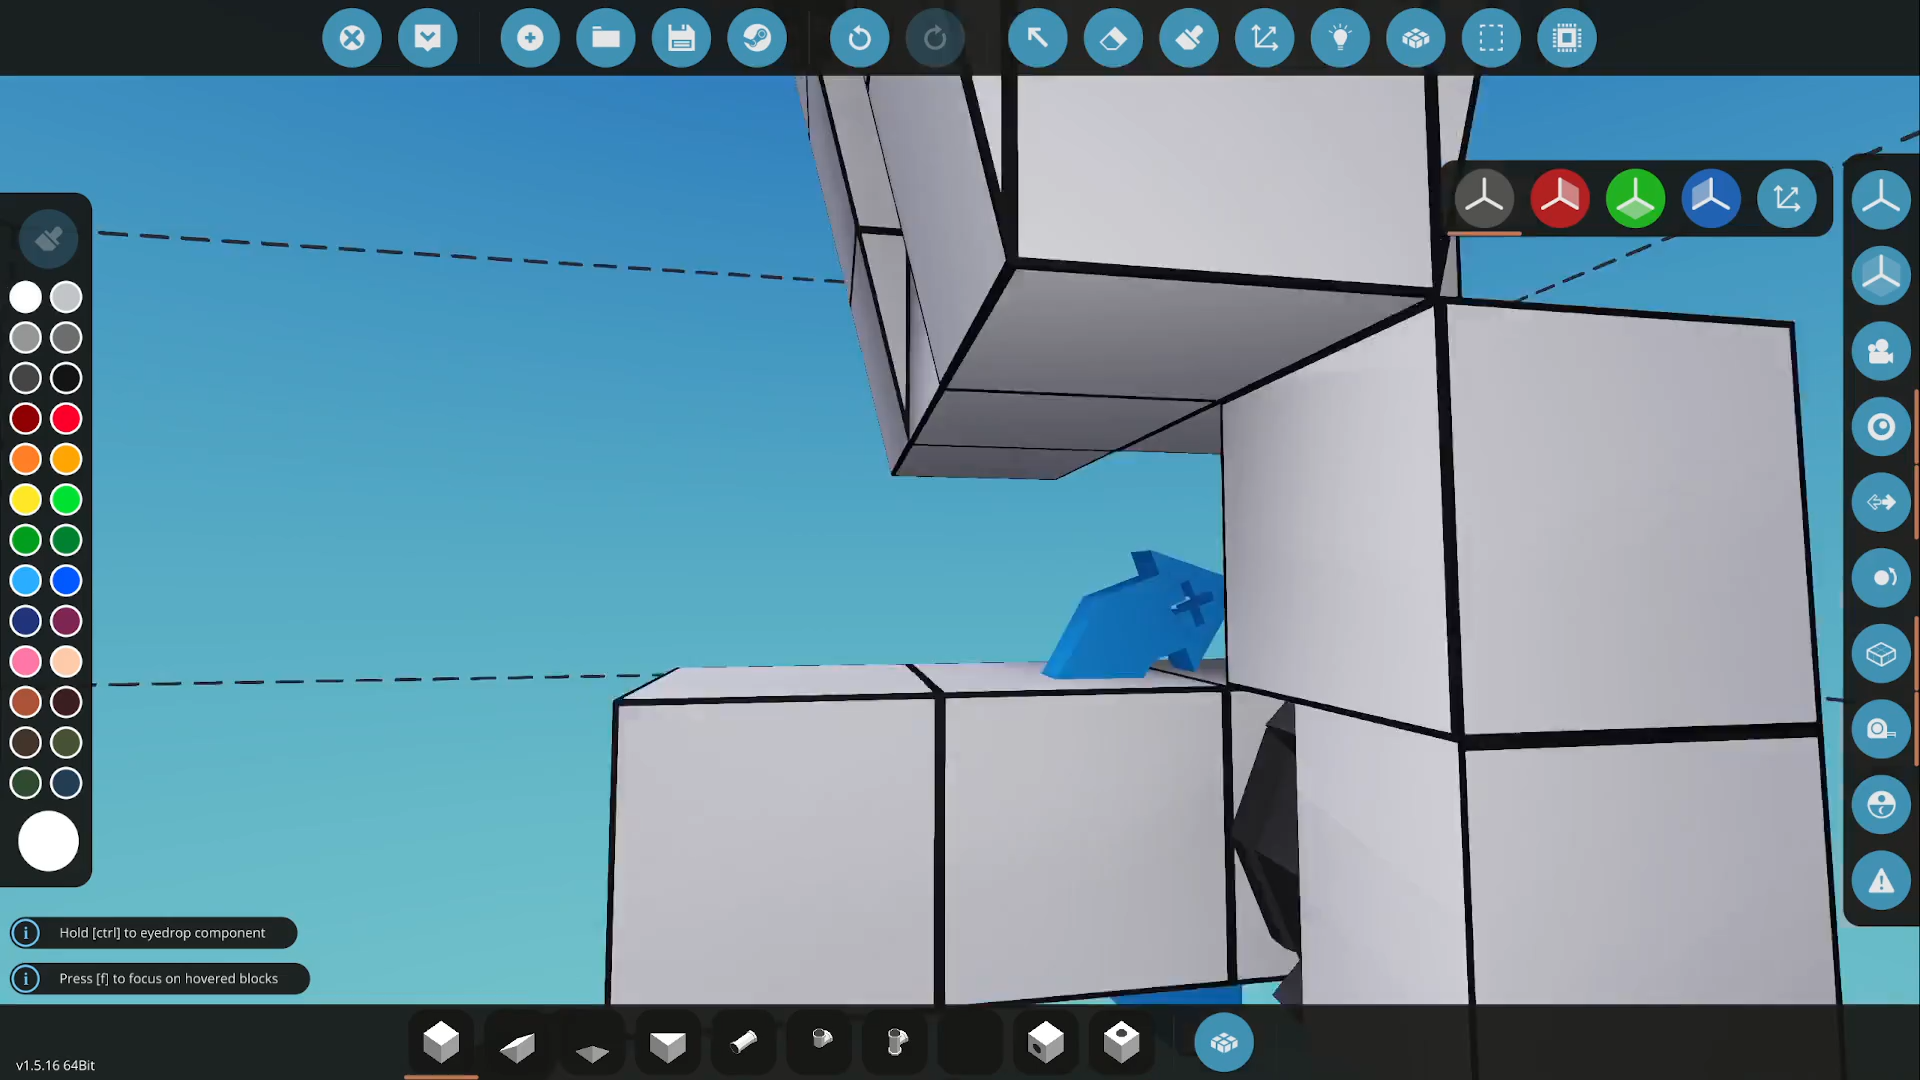 Hold [ctrl] to eyedrop component
Press [f] to focus on hovered blocks
v1.5.16 64Bit